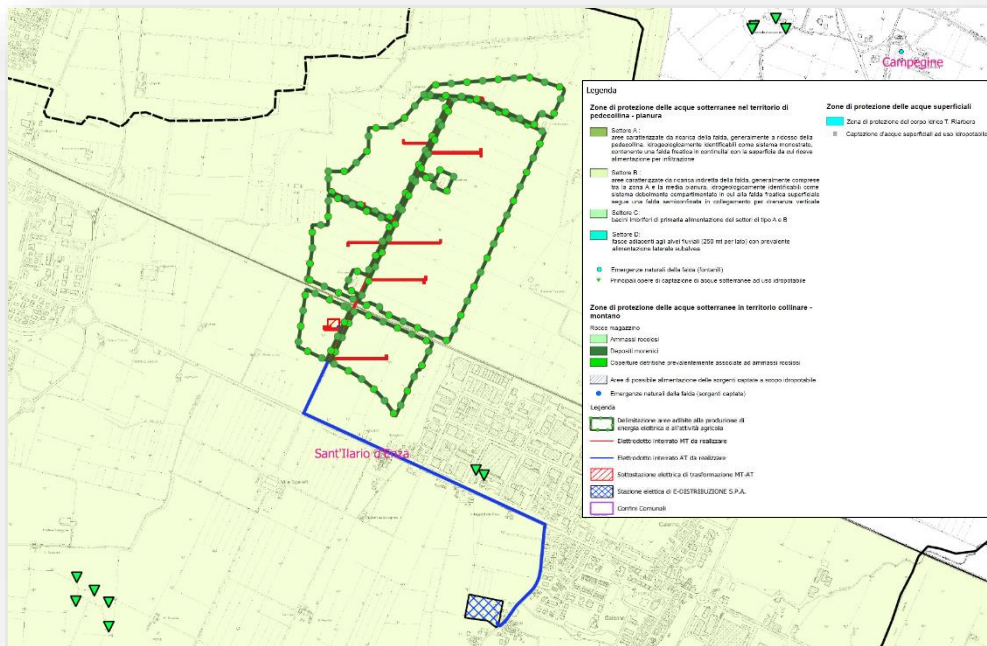 Campegine
Sant'Ilario d'Enza
Calerno
Legenda
Zone di protezione delle acque sotterranee nel territorio di
pedecollina - pianura
Settore A :
aree caratterizzate da ricarica della falda, generalmente a ridosso della
pedecollina, idrogeologicamente identificabili come sistema monostrato,
contenente una falda freatica in continuita' con la superficie da cui riceve
alimentazione per infiltrazione
Settore B :
aree caratterizzate da ricarica indiretta della falda, generalmente comprese
tra la zona A e la media pianura, idrogeologicamente identificabili come
sistema debolmente compartimentato in cui alla falda freatica superficiale
segue una falda semiconfinata in collegamento per drenanza verticale
Settore C:
bacini imbriferi di primaria alimentazione dei settori di tipo A e B
Settore D:
fasce adiacenti agli alvei fluviali (250 mt per lato) con prevalente
alimentazione laterale subalvea
Emergenze naturali della falda (fontanili)
Principali opere di captazione di acque sotterranee ad uso idropotabile
Zone di protezione delle acque sotterranee in territorio collinare -
montano
Rocce magazzino
Ammassi rocciosi
Depositi morenici
Coperture detritiche prevalentemente associate ad ammassi rocciosi
Aree di possibile alimentazione delle sorgenti captate a scopo idropotabile
Emergenze naturali della falda (sorgenti captate)
Legenda
Delimitazione aree adibite alla produzione di
energia elettrica e all'attività agricola
Elettrodotto interrato MT da realizzare
Elettrodotto interrato AT da realizzare
Sottostazione elettrica di trasformazione MT-AT
Stazione elettica di E-DISTRIBUZIONE S.P.A.
Confini Comunali
Zone di protezione delle acque superficiali
Zona di protezione del corpo idrico T. Riarbero
Captazione d'acque superficiali ad uso idropotabile